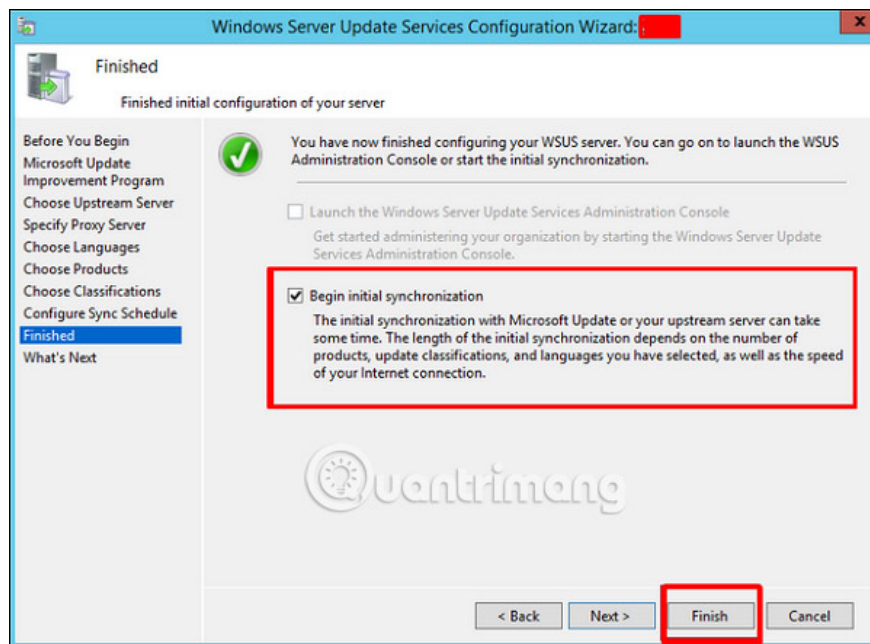 Windows Server Update Services Configuration Wizard:
x
Finished
Finished initial configuration of your server
Before You Begin
Microsoft Update
Improvement Program
Choose Upstream Server
Specify Proxy Server
Choose Languages
Choose Products
Choose Classifications
Configure Sync Schedule
Finished
What's Next
You have now finished configuring your WSUS server. You can go on to launch the WSUS
Administration Console or start the initial synchronization.
Launch the Windows Server Update Services Administration Console
Get started administering your organization by starting the Windows Server Update
Services Administration Console.
Begin initial synchronization
The initial synchronization with Microsoft Update or your upstream server can take
some time. The length of the initial synchronization depends on the number of
products, update classifications, and languages you have selected, as well as the speed
of your Internet connection.
Quantrimang
< Back
Next >
Finish
Cancel